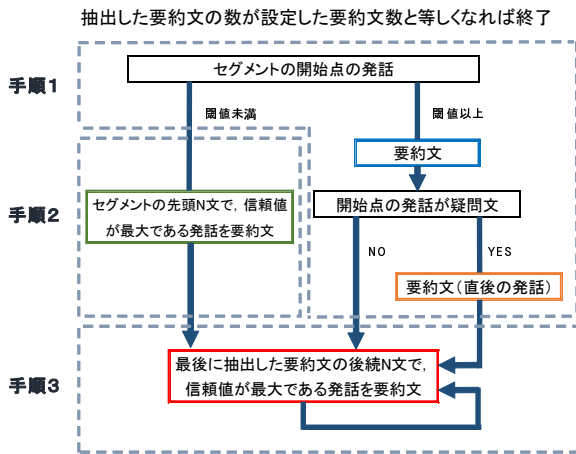 抽出した要約文の数が設定した要約文数と等しくなれば終了
手順1
セグメントの開始点の発話
閾値未満
閾値以上
要約文
手順2
セグメントの先頭N文で，信頼値
が最大である発話を要約文
開始点の発話が疑問文
NO
YES
要約文（直後の発話）
手順3
最後に抽出した要約文の後続N文で，
信頼値が最大である発話を要約文